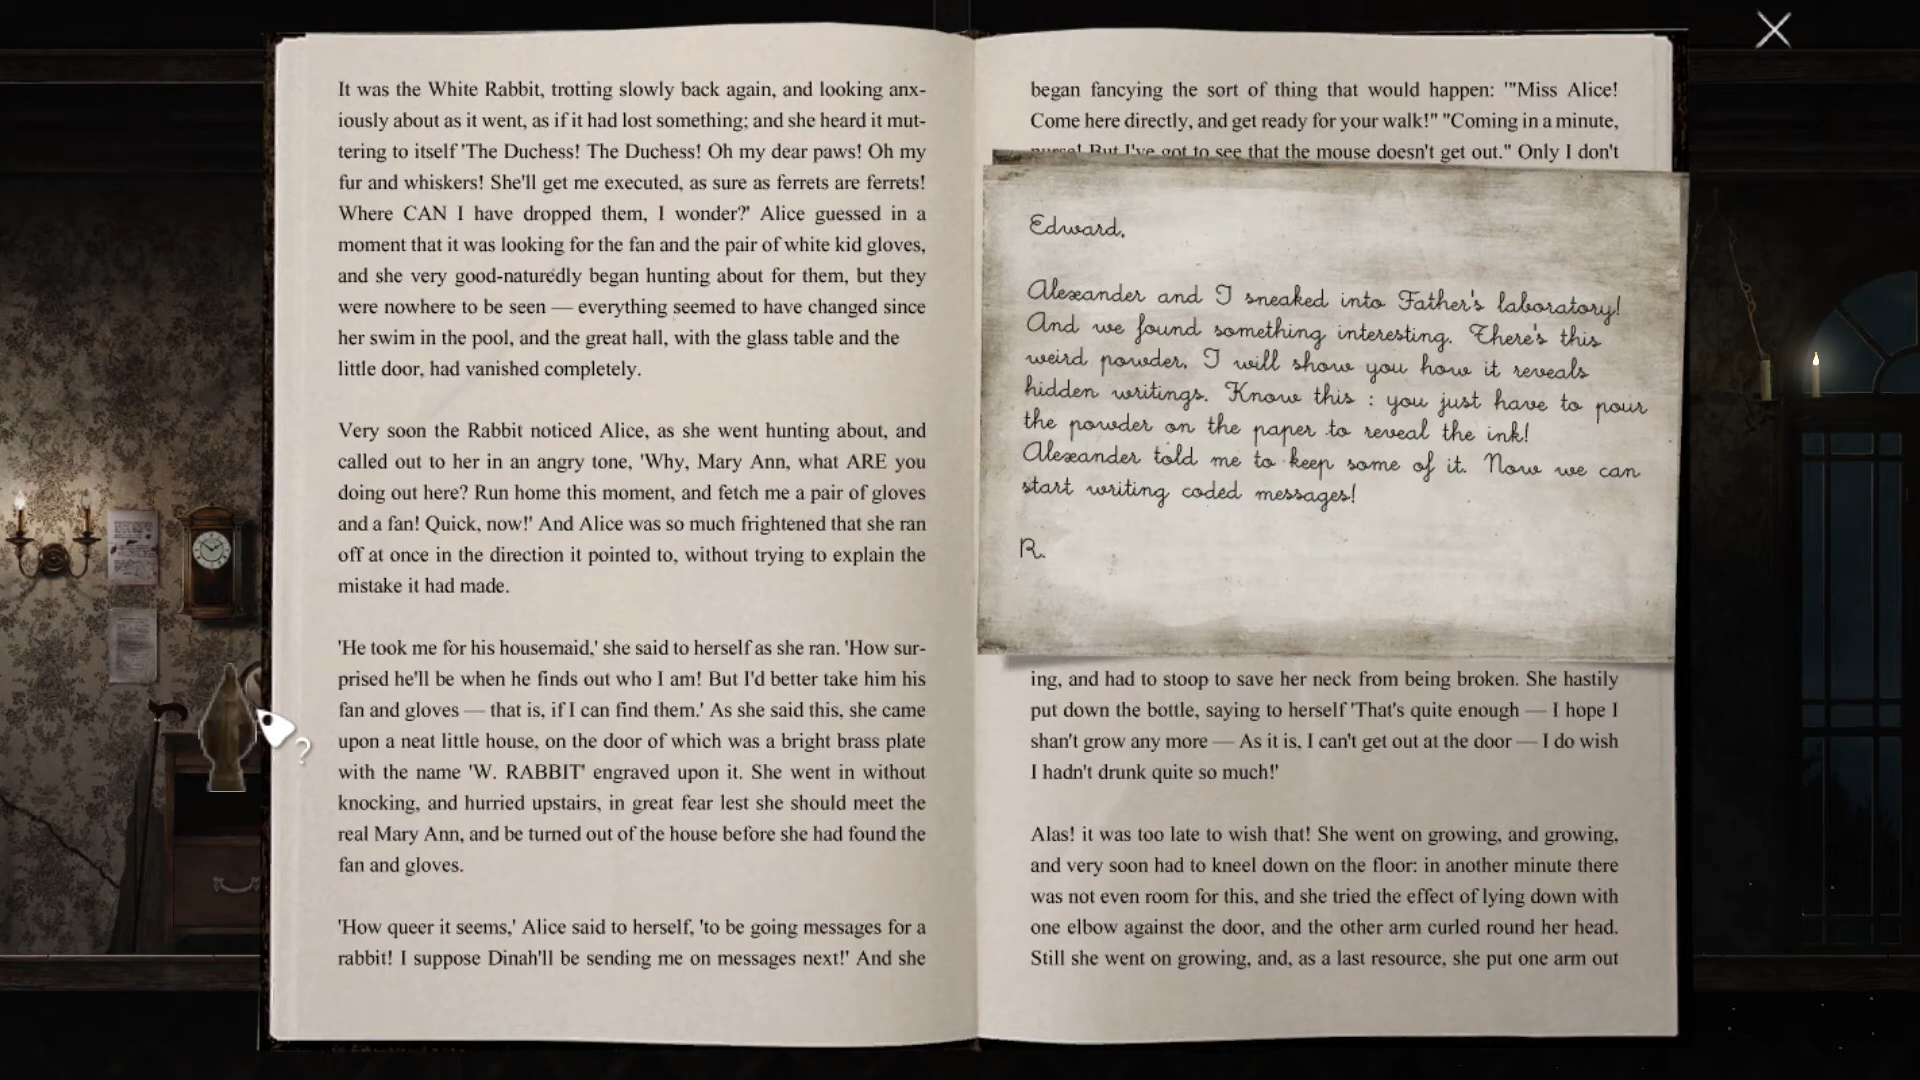 It was the White Rabbit, trotting slowly back again, and looking anx-
iously about as it went, as if it had lost something; and she heard it mut-
tering to itself 'The Duchess! The Duchess! Oh my dear paws! Oh my
fur and whiskers! She'll get me executed, as sure as ferrets are ferrets!
Where CAN I have dropped them, I wonder?' Alice guessed in a
moment that it was looking for the fan and the pair of white kid gloves,
and she very good-naturedly began hunting about for them, but they
were nowhere to be seen — everything seemed to have changed since
her swim in the pool, and the great hall, with the glass table and the
little door, had vanished completely.
Very soon the Rabbit noticed Alice, as she went hunting about, and
called out to her in an angry tone, 'Why, Mary Ann, what ARE you
doing out here? Run home this moment, and fetch me a pair of gloves
and a fan! Quick, now!' And Alice was so much frightened that she ran
off at once in the direction it pointed to, without trying to explain the
mistake it had made.
'He took me for his housemaid,' she said to herself as she ran. 'How sur-
prised he'll be when he finds out who I am! But I'd better take him his
fan and gloves — that is, if I can find them.' As she said this, she came
upon a neat little house, on the door of which was a bright brass plate
with the name 'W. RABBIT' engraved upon it. She went in without
knocking, and hurried upstairs, in great fear lest she should meet the
real Mary Ann, and be turned out of the house before she had found the
fan and gloves.
'How queer it seems,' Alice said to herself, 'to be going messages for a
rabbit! I suppose Dinah'll be sending me on messages next!' And she
began fancying the sort of thing that would happen: '"Miss Alice!
Come here directly, and get ready for your walk!" "Coming in a minute,
nurse! But I've got to see that the mouse doesn't get out." Only I don't
Edward,
Alexander and I sneaked into Father's laboratory!
And we found something interesting. There's this
weird powder. I will show you how it reveals
hidden writings. Know this : you just have to pour
the powder on the paper to reveal the ink!
Alexander told me to keep some of it. Now we can
start writing coded messages!
R.
ing, and had to stoop to save her neck from being broken. She hastily
put down the bottle, saying to herself 'That's quite enough — I hope I
shan't grow any more — As it is, I can't get out at the door — I do wish
I hadn't drunk quite so much!'
Alas! it was too late to wish that! She went on growing, and growing,
and very soon had to kneel down on the floor: in another minute there
was not even room for this, and she tried the effect of lying down with
one elbow against the door, and the other arm curled round her head.
Still she went on growing, and, as a last resource, she put one arm out
?